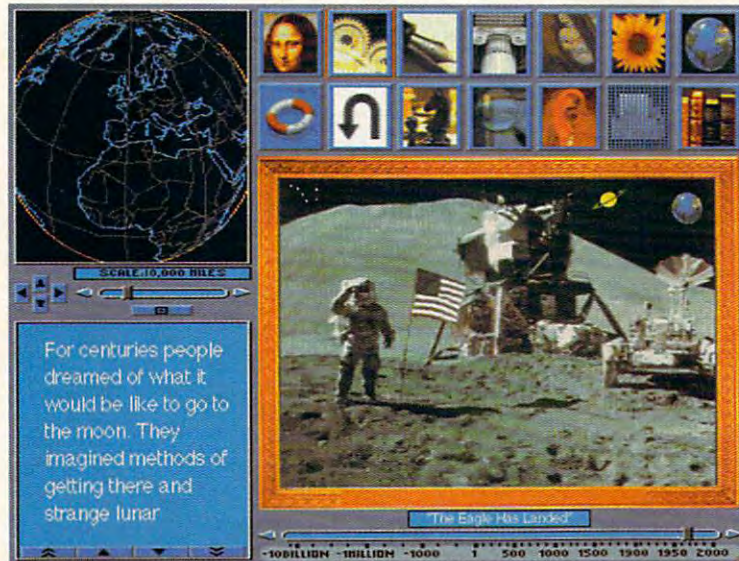 SCALE:10,000 MILES
For centuries people
dreamed of what it
would be like to go to
the moon. They
imagined methods of
getting there and
strange lunar
"The Eagle Has Landed"
-10BILLION -1MILLION -1000 1 500 1000 1500 1900 1950 2000